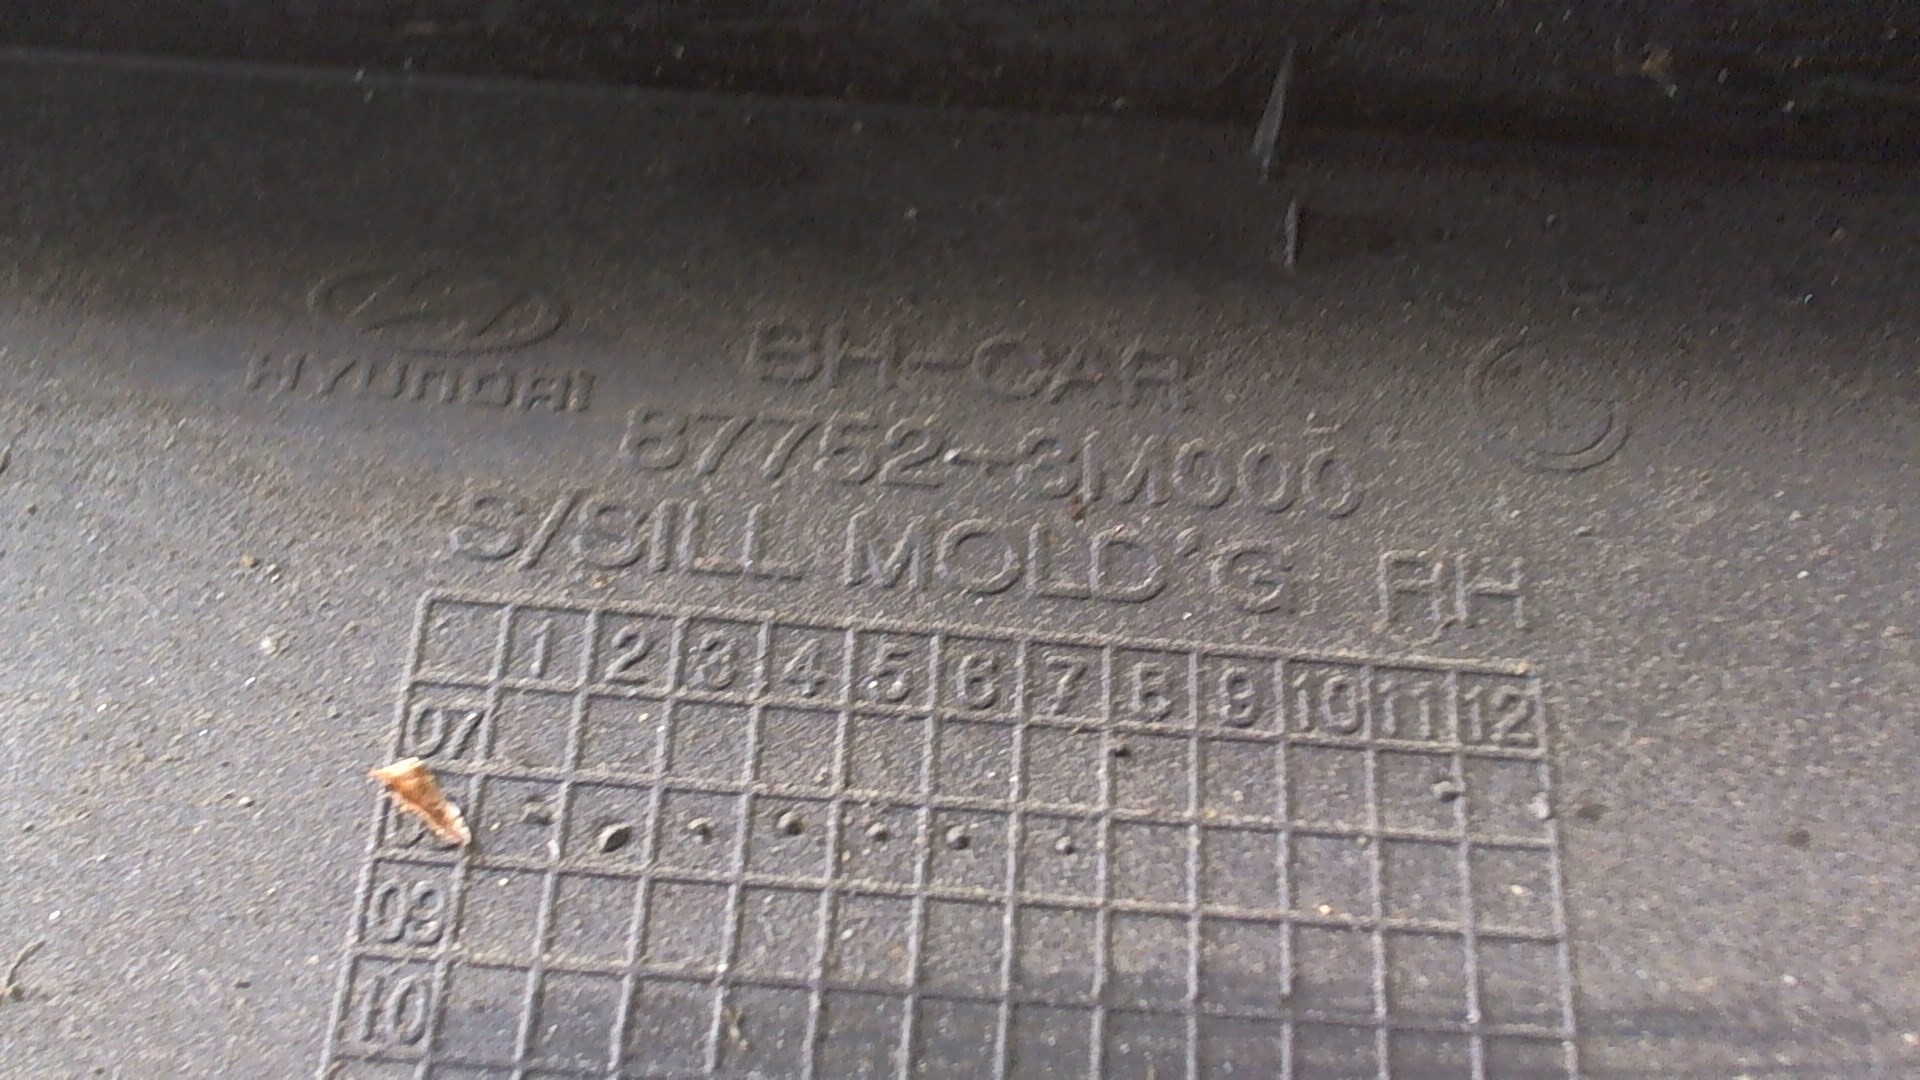 HYUNDAI
BH-CAR
87752-3M000
S/SILL MOLD'G RH
1 2 3 4 5 6 7 8 9 10 11 12
07
09
10